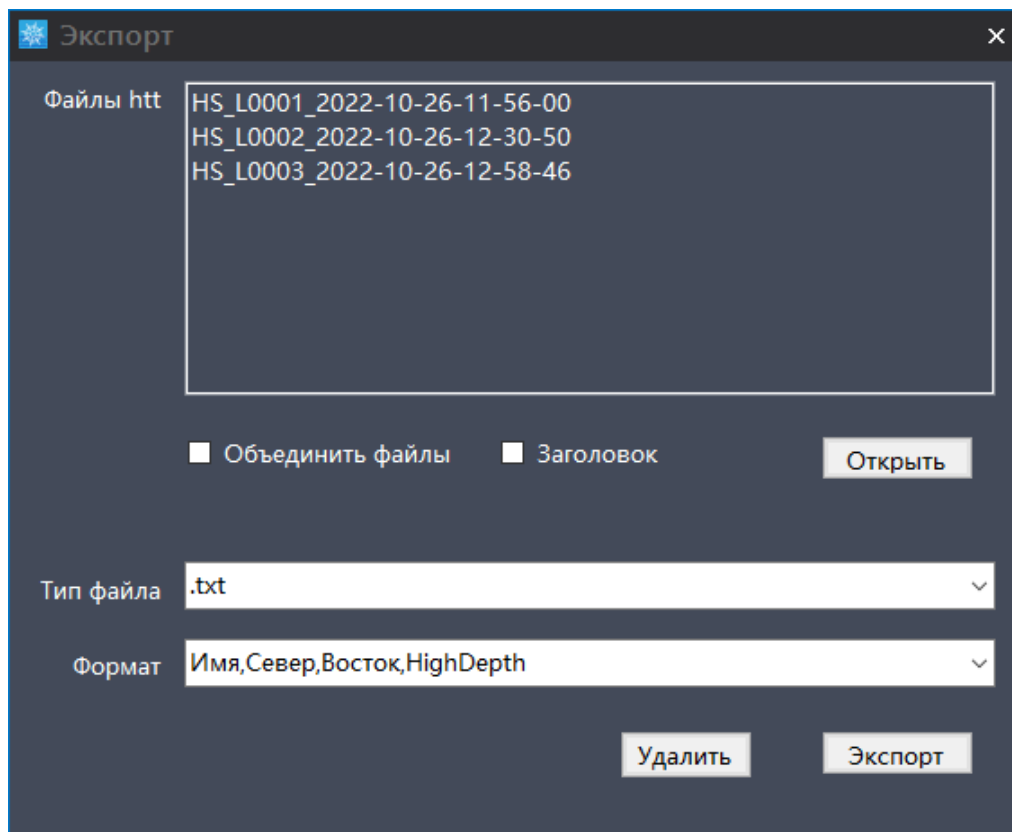 Экспорт
Файлы htt
HS_L0001_2022-10-26-11-56-00
HS_L0002_2022-10-26-12-30-50
HS_L0003_2022-10-26-12-58-46
Объединить файлы Заголовок Открыть
Тип файла .txt
Формат Имя,Север,Восток,HighDepth
Удалить Экспорт